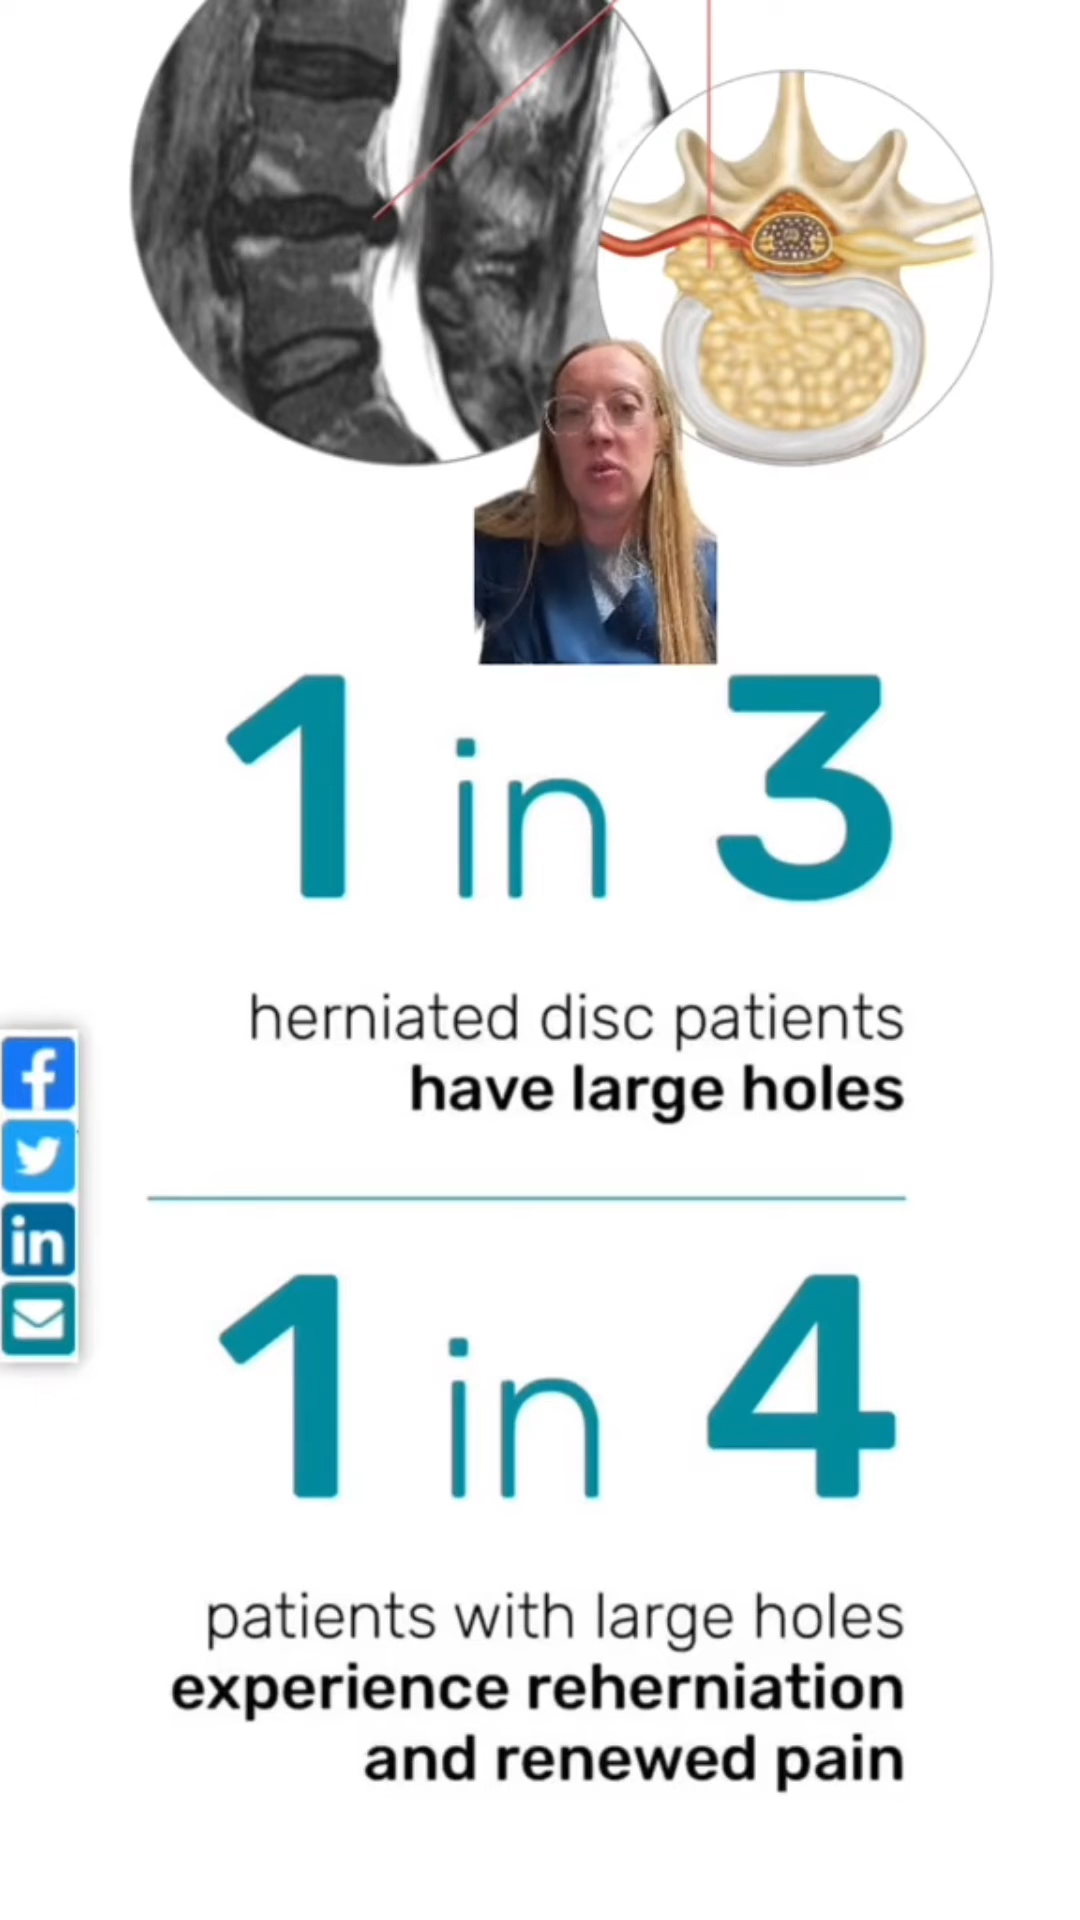 1 in 3
herniated disc patients
have large holes
1 in 4
patients with large holes
experience reherniation
and renewed pain